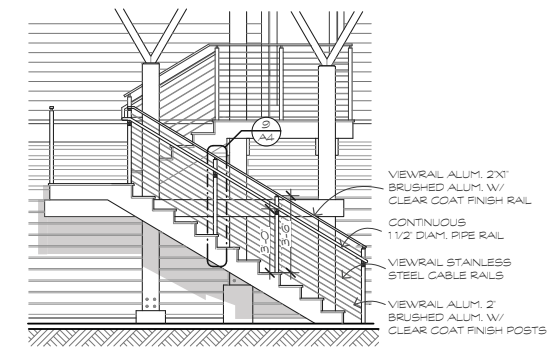 9
A4
VIEWRAIL ALUM. 2'X1'
BRUSHED ALUM. W/
CLEAR COAT FINISH RAIL
CONTINUOUS
1 1/2" DIAM. PIPE RAIL
3'-0"
3'-6"
VIEWRAIL STAINLESS
STEEL CABLE RAILS
VIEWRAIL ALUM. 2'
BRUSHED ALUM. W/
CLEAR COAT FINISH POSTS